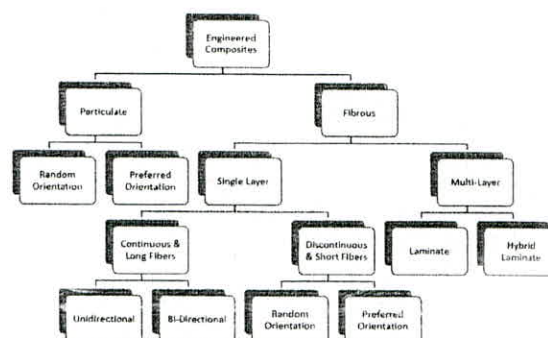 Engineered
Composites
Particulate
Fibrous
Random
Orientation
Preferred
Orientation
Single Layer
Multi-Layer
Continuous &
Long Fibers
Discontinuous
& Short Fibers
Laminate
Hybrid
Laminate
Unidirectional
Bi-Directional
Random
Orientation
Preferred
Orientation